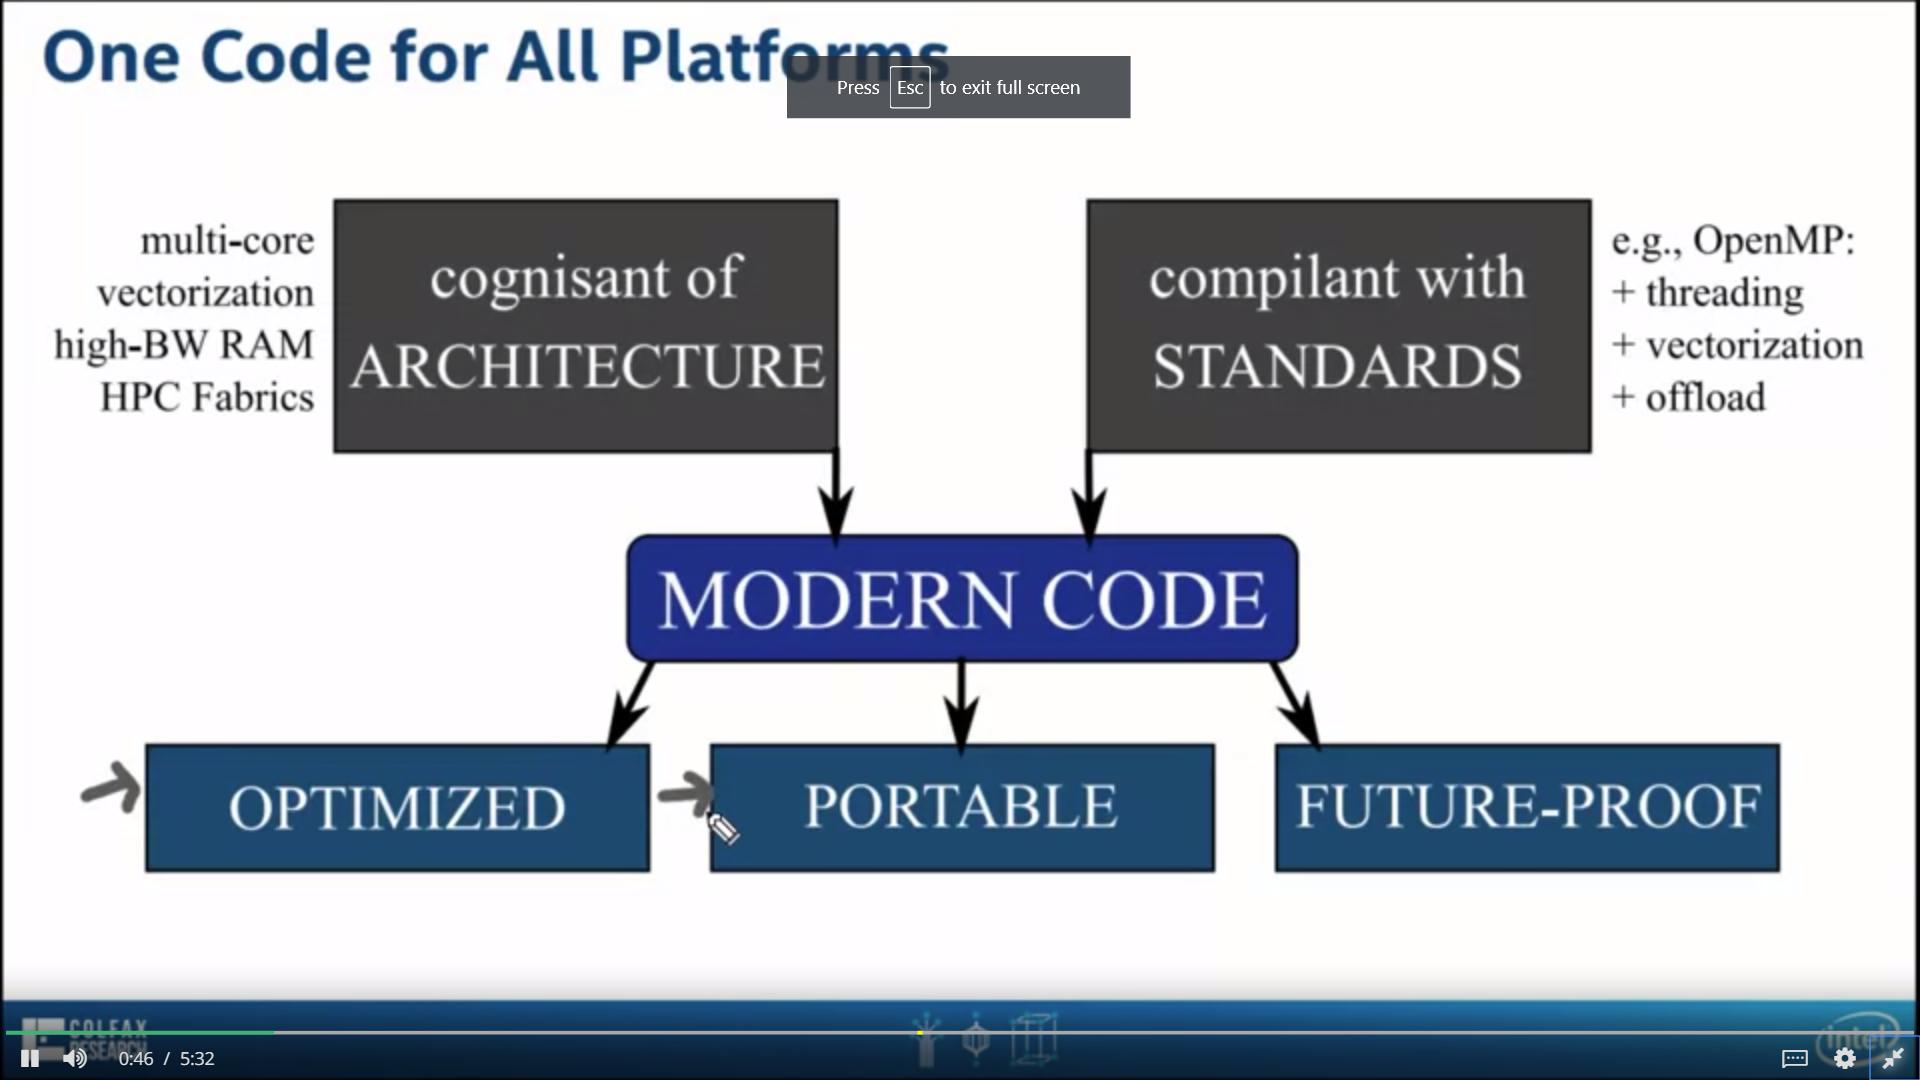 One Code for All Platforms
Press Esc to exit full screen
multi-core
vectorization
high-BW RAM
HPC Fabrics
cognisant of
ARCHITECTURE
compilant with
STANDARDS
e.g., OpenMP:
+ threading
+ vectorization
+ offload
MODERN CODE
OPTIMIZED
PORTABLE
FUTURE-PROOF
COLFAX
RESEARCH
intel
0:46 / 5:32